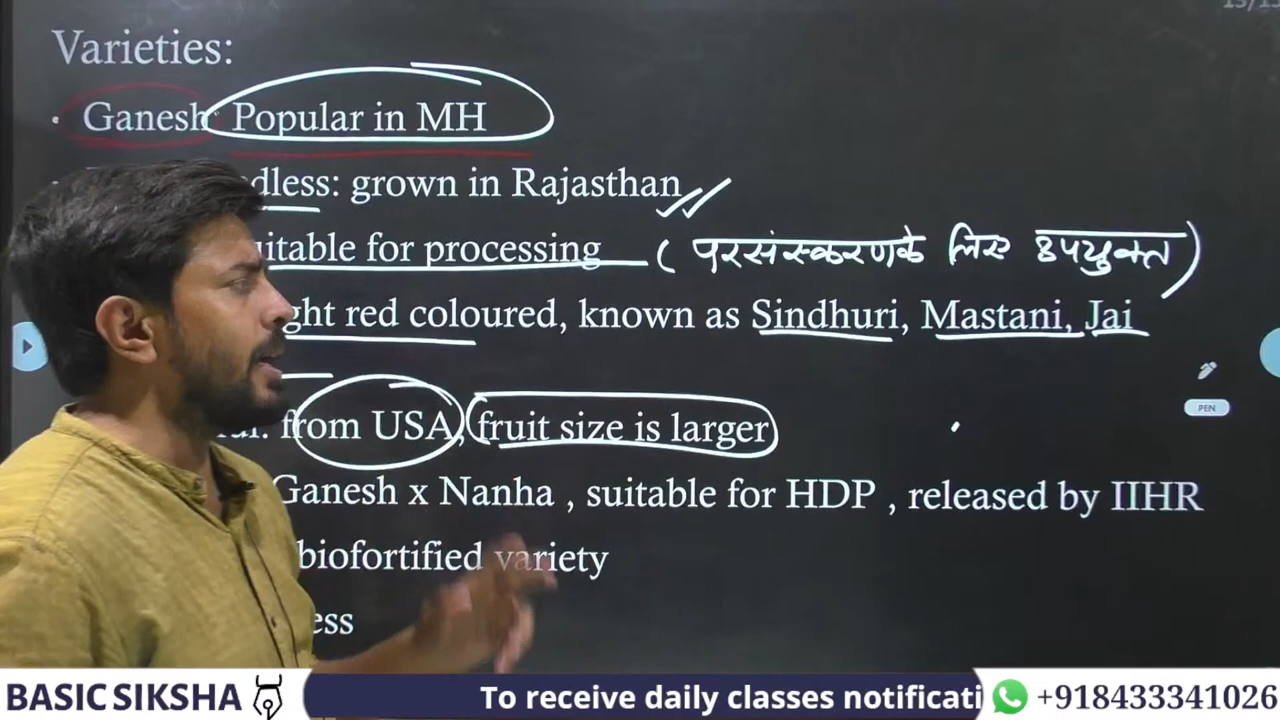 Varieties:
Ganesh: Popular in MH
dless: grown in Rajasthan
uitable for processing (परसंस्करणके लिए उपयुक्त)
ght red coloured, known as Sindhuri, Mastani, Jai
from USA, fruit size is larger
Ganesh x Nanha , suitable for HDP , released by IIHR
biofortified variety
ess
PEN
BASIC SIKSHA
To receive daily classes notificati
+918433341026